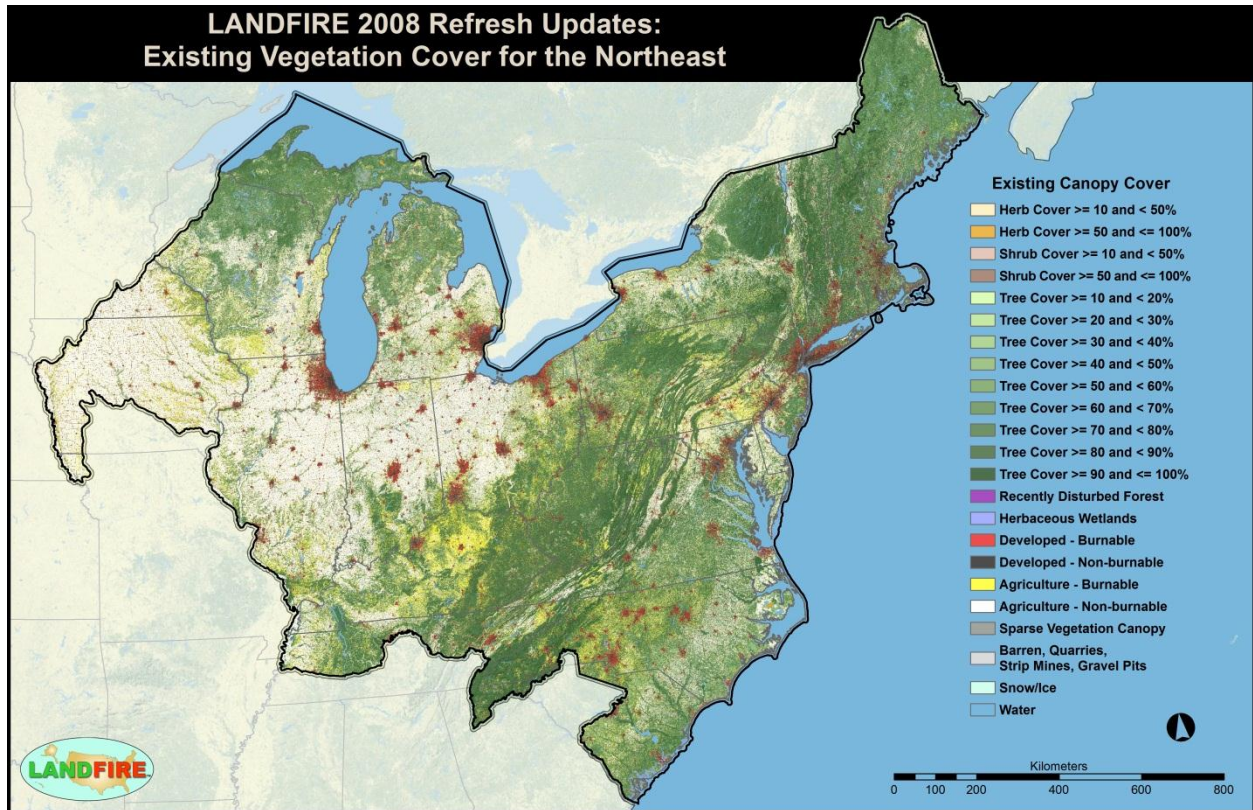 LANDFIRE 2008 Refresh Updates:
Existing Vegetation Cover for the Northeast
Existing Canopy Cover
Herb Cover >= 10 and < 50%
Herb Cover >= 50 and <= 100%
Shrub Cover >= 10 and < 50%
Shrub Cover >= 50 and <= 100%
Tree Cover >= 10 and < 20%
Tree Cover >= 20 and < 30%
Tree Cover >= 30 and < 40%
Tree Cover >= 40 and < 50%
Tree Cover >= 50 and < 60%
Tree Cover >= 60 and < 70%
Tree Cover >= 70 and < 80%
Tree Cover >= 80 and < 90%
Tree Cover >= 90 and <= 100%
Recently Disturbed Forest
Herbaceous Wetlands
Developed - Burnable
Developed - Non-burnable
Agriculture - Burnable
Agriculture - Non-burnable
Sparse Vegetation Canopy
Barren, Quarries,
Strip Mines, Gravel Pits
Snow/Ice
Water
Kilometers
0 100 200 400 600 800
LANDFIRE